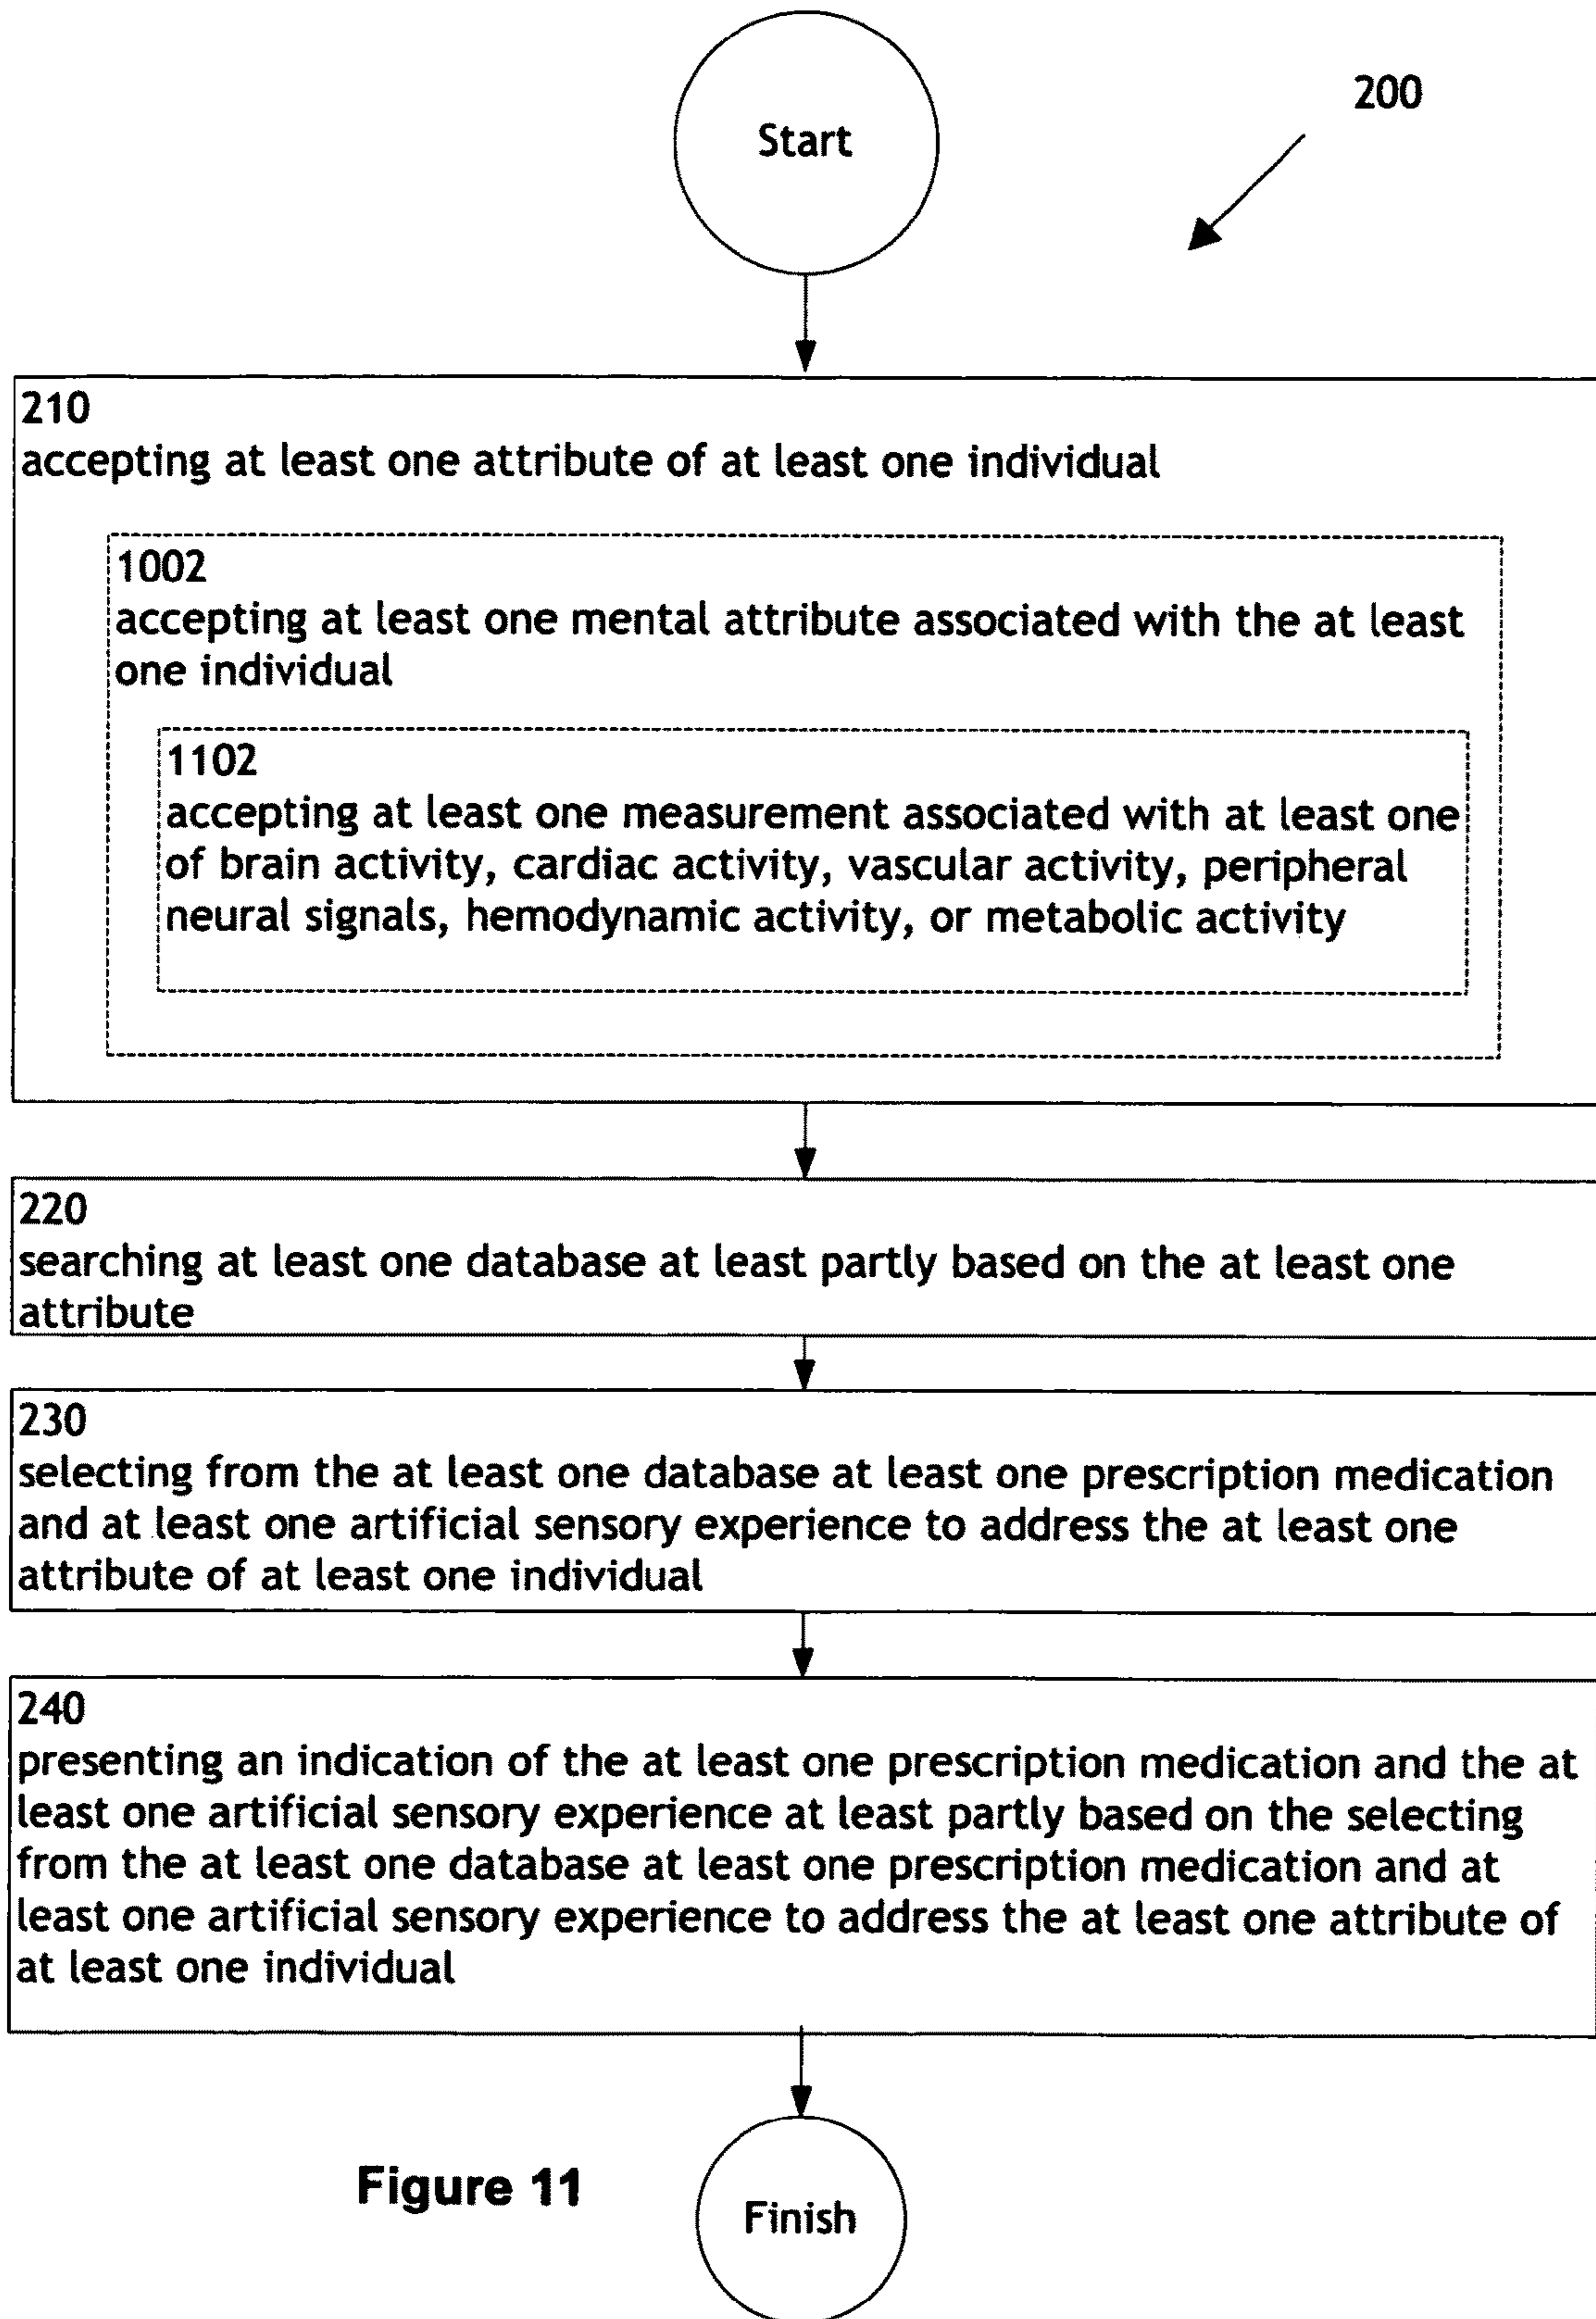 Start
200
210
accepting at least one attribute of at least one individual
1002
accepting at least one mental attribute associated with the at least
one individual
1102
accepting at least one measurement associated with at least one
of brain activity, cardiac activity, vascular activity, peripheral
neural signals, hemodynamic activity, or metabolic activity
220
searching at least one database at least partly based on the at least one
attribute
230
selecting from the at least one database at least one prescription medication
and at least one artificial sensory experience to address the at least one
attribute of at least one individual
240
presenting an indication of the at least one prescription medication and the at
least one artificial sensory experience at least partly based on the selecting
from the at least one database at least one prescription medication and at
least one artificial sensory experience to address the at least one attribute of
at least one individual
Figure 11
Finish